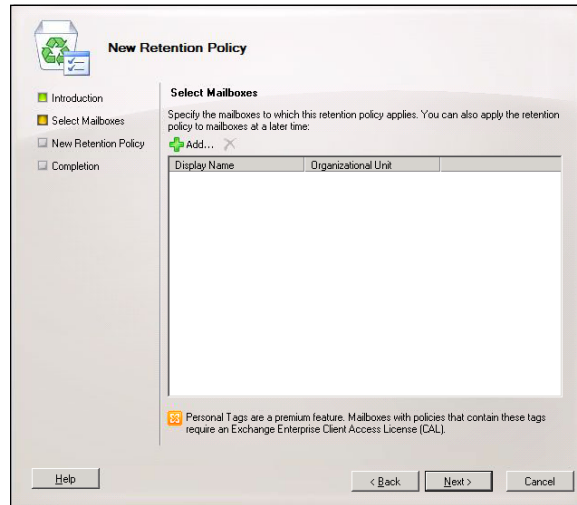 New Retention Policy
Introduction
Select Mailboxes
New Retention Policy
Completion
Select Mailboxes
Specify the mailboxes to which this retention policy applies. You can also apply the retention
policy to mailboxes at a later time:
Add...
Display Name Organizational Unit
Personal Tags are a premium feature. Mailboxes with policies that contain these tags
require an Exchange Enterprise Client Access License (CAL).
Help < Back Next > Cancel